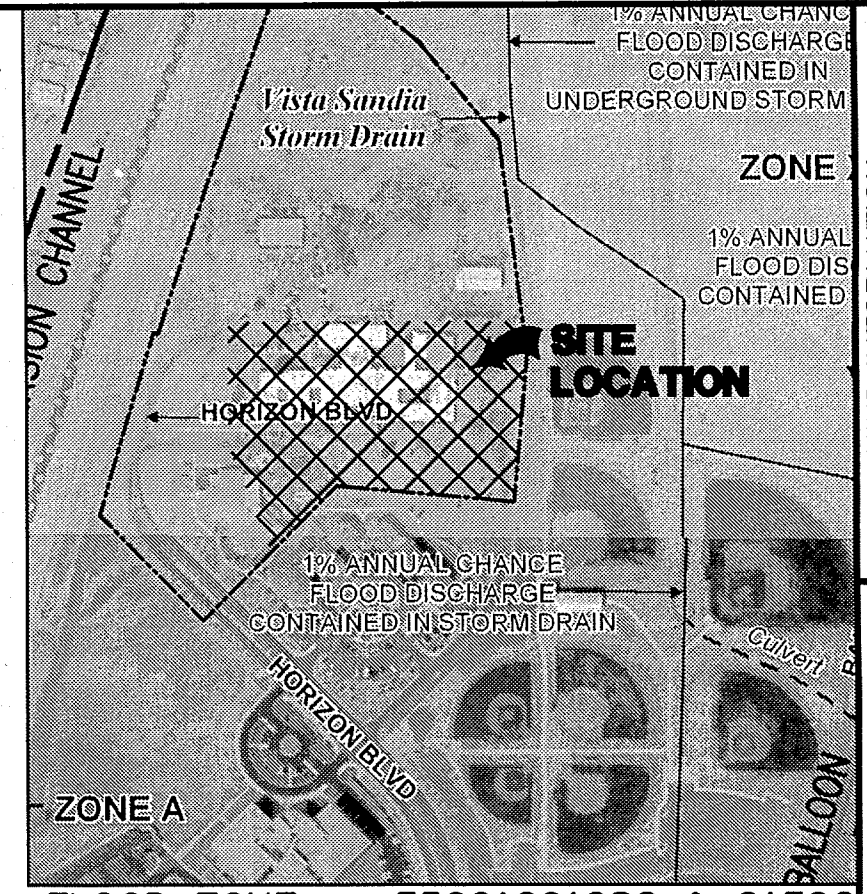 1% ANNUAL CHANC
FLOOD DISCHARGE
CONTAINED IN
UNDERGROUND STORM
Vista Sandia
Storm Drain
ZONE X
1% ANNUAL
FLOOD DIS
CONTAINED
SION CHANNEL
SITE
LOCATION
HORIZON BLVD
1% ANNUAL CHANCE
FLOOD DISCHARGE
CONTAINED IN STORM DRAIN
Culvert
HORIZON BLVD
ZONE A
BALLOON